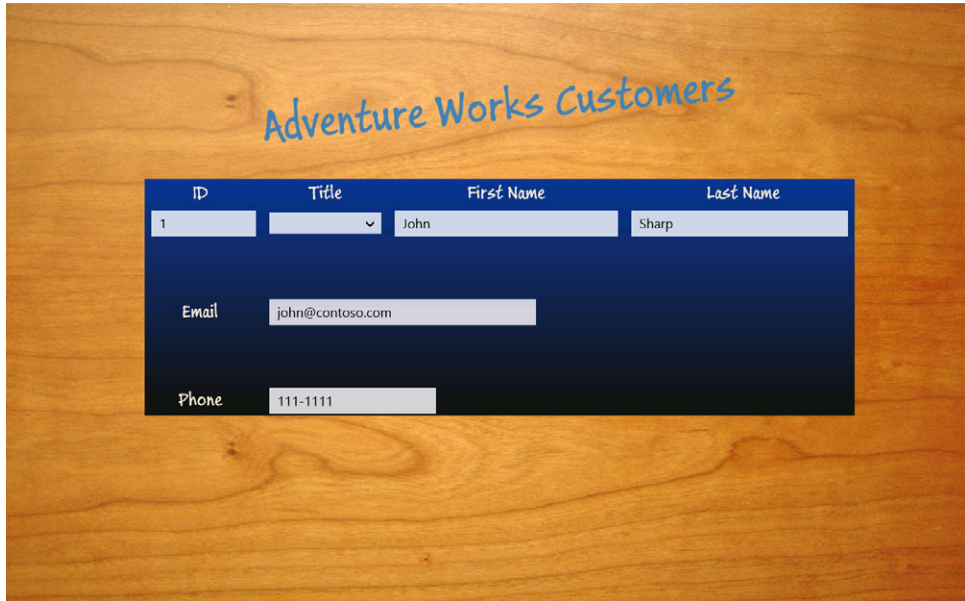 Adventure Works Customers
ID Title First Name Last Name
1 John Sharp
Email john@contoso.com
Phone 111-1111